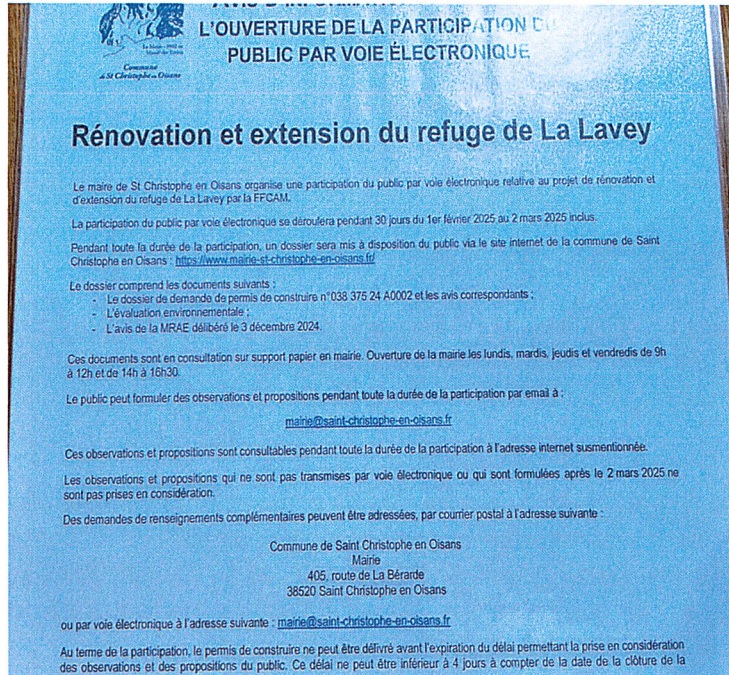 L'OUVERTURE DE LA PARTICIPATION DU
PUBLIC PAR VOIE ÉLECTRONIQUE
Commune
de St Christophe en Oisans
Rénovation et extension du refuge de La Lavey
Le maire de St Christophe en Oisans organise une participation du public par voie électronique relative au projet de rénovation et
d'extension du refuge de La Lavey par la FFCAM.
La participation du public par voie électronique se déroulera pendant 30 jours du 1er février 2025 au 2 mars 2025 inclus.
Pendant toute la durée de la participation, un dossier sera mis à disposition du public via le site internet de la commune de Saint
Christophe en Oisans : https://www.mairie-st-christophe-en-oisans.fr/
Le dossier comprend les documents suivants :
- Le dossier de demande de permis de construire n°038 375 24 A0002 et les avis correspondants ;
- L'évaluation environnementale ;
- L'avis de la MRAE délibéré le 3 décembre 2024.
Ces documents sont en consultation sur support papier en mairie. Ouverture de la mairie les lundis, mardis, jeudis et vendredis de 9h
à 12h et de 14h à 16h30.
Le public peut formuler des observations et propositions pendant toute la durée de la participation par email à :
mairie@saint-christophe-en-oisans.fr
Ces observations et propositions sont consultables pendant toute la durée de la participation à l'adresse internet susmentionnée.
Les observations et propositions qui ne sont pas transmises par voie électronique ou qui sont formulées après le 2 mars 2025 ne
sont pas prises en considération.
Des demandes de renseignements complémentaires peuvent être adressées, par courrier postal à l'adresse suivante :
Commune de Saint Christophe en Oisans
Mairie
405, route de La Bérarde
38520 Saint Christophe en Oisans
ou par voie électronique à l'adresse suivante : mairie@saint-christophe-en-oisans.fr
Au terme de la participation, le permis de construire ne peut être délivré avant l'expiration du délai permettant la prise en considération
des observations et des propositions du public. Ce délai ne peut être inférieur à 4 jours à compter de la date de la clôture de la